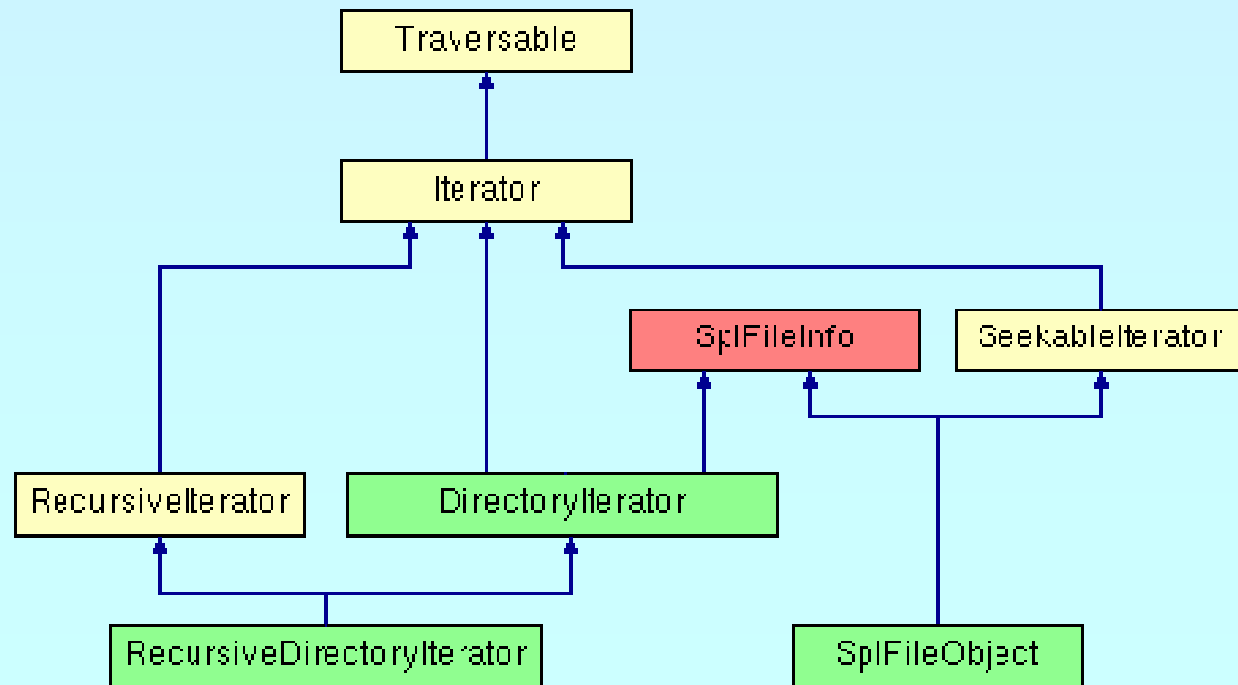 Traversable
Iterator
SplFileInfo
SeekableIterator
RecursiveIterator
DirectoryIterator
RecursiveDirectoryIterator
SplFileObject